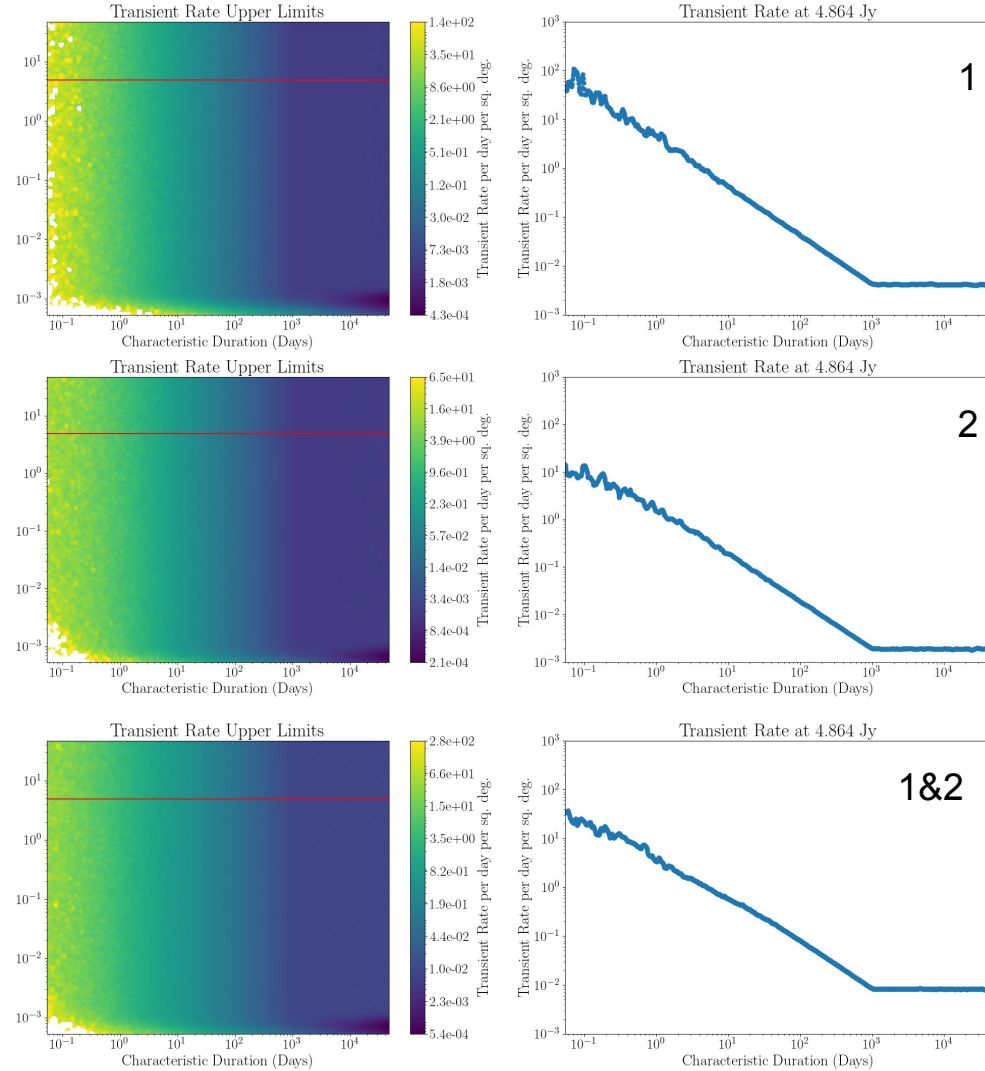 Transient Rate Upper Limits
10^1
10^0
10^-1
10^-2
10^-3
10^-1 10^0 10^1 10^2 10^3 10^4
Characteristic Duration (Days)
1.4e+02
3.5e+01
8.6e+00
2.1e+00
5.1e-01
1.2e-01
3.0e-02
7.3e-03
1.8e-03
4.3e-04
Transient Rate per day per sq. deg.
Transient Rate at 4.864 Jy
1
10^3
10^2
10^1
10^0
10^-1
10^-2
10^-3
Transient Rate per day per sq. deg.
10^-1 10^0 10^1 10^2 10^3 10^4
Characteristic Duration (Days)
Transient Rate Upper Limits
10^1
10^0
10^-1
10^-2
10^-3
10^-1 10^0 10^1 10^2 10^3 10^4
Characteristic Duration (Days)
6.5e+01
1.6e+01
3.9e+00
9.6e-01
2.3e-01
5.7e-02
1.4e-02
3.4e-03
8.4e-04
2.1e-04
Transient Rate per day per sq. deg.
Transient Rate at 4.864 Jy
2
10^3
10^2
10^1
10^0
10^-1
10^-2
10^-3
Transient Rate per day per sq. deg.
10^-1 10^0 10^1 10^2 10^3 10^4
Characteristic Duration (Days)
Transient Rate Upper Limits
10^1
10^0
10^-1
10^-2
10^-3
10^-1 10^0 10^1 10^2 10^3 10^4
Characteristic Duration (Days)
2.8e+02
6.6e+01
1.5e+01
3.5e+00
8.2e-01
1.9e-01
4.4e-02
1.0e-02
2.3e-03
5.4e-04
Transient Rate per day per sq. deg.
Transient Rate at 4.864 Jy
1&2
10^3
10^2
10^1
10^0
10^-1
10^-2
10^-3
Transient Rate per day per sq. deg.
10^-1 10^0 10^1 10^2 10^3 10^4
Characteristic Duration (Days)